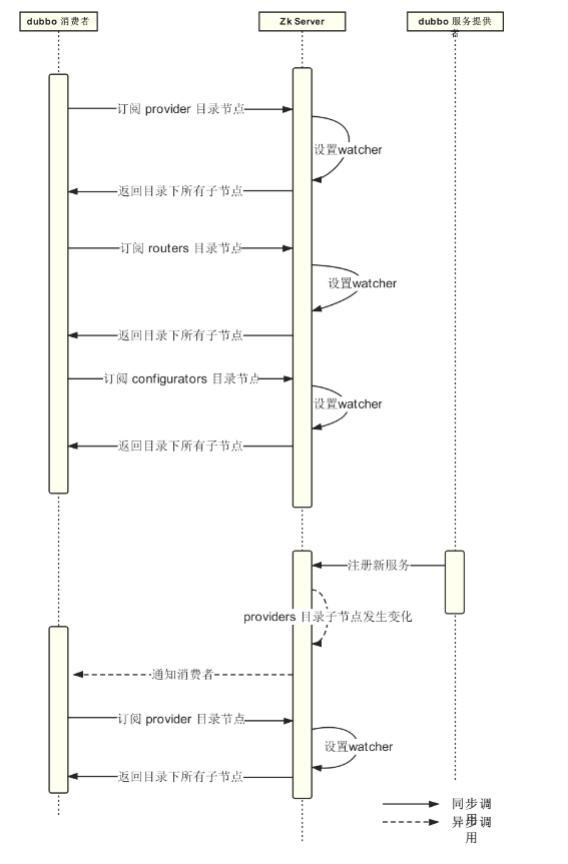 dubbo 消费者
Zk Server
dubbo 服务提供
者
订阅 provider 目录节点
设置watcher
返回目录下所有子节点
订阅 routers 目录节点
设置watcher
返回目录下所有子节点
订阅 configurators 目录节点
设置watcher
返回目录下所有子节点
注册新服务
providers 目录子节点发生变化
通知消费者
订阅 provider 目录节点
设置watcher
返回目录下所有子节点
同步调
用
异步调
用